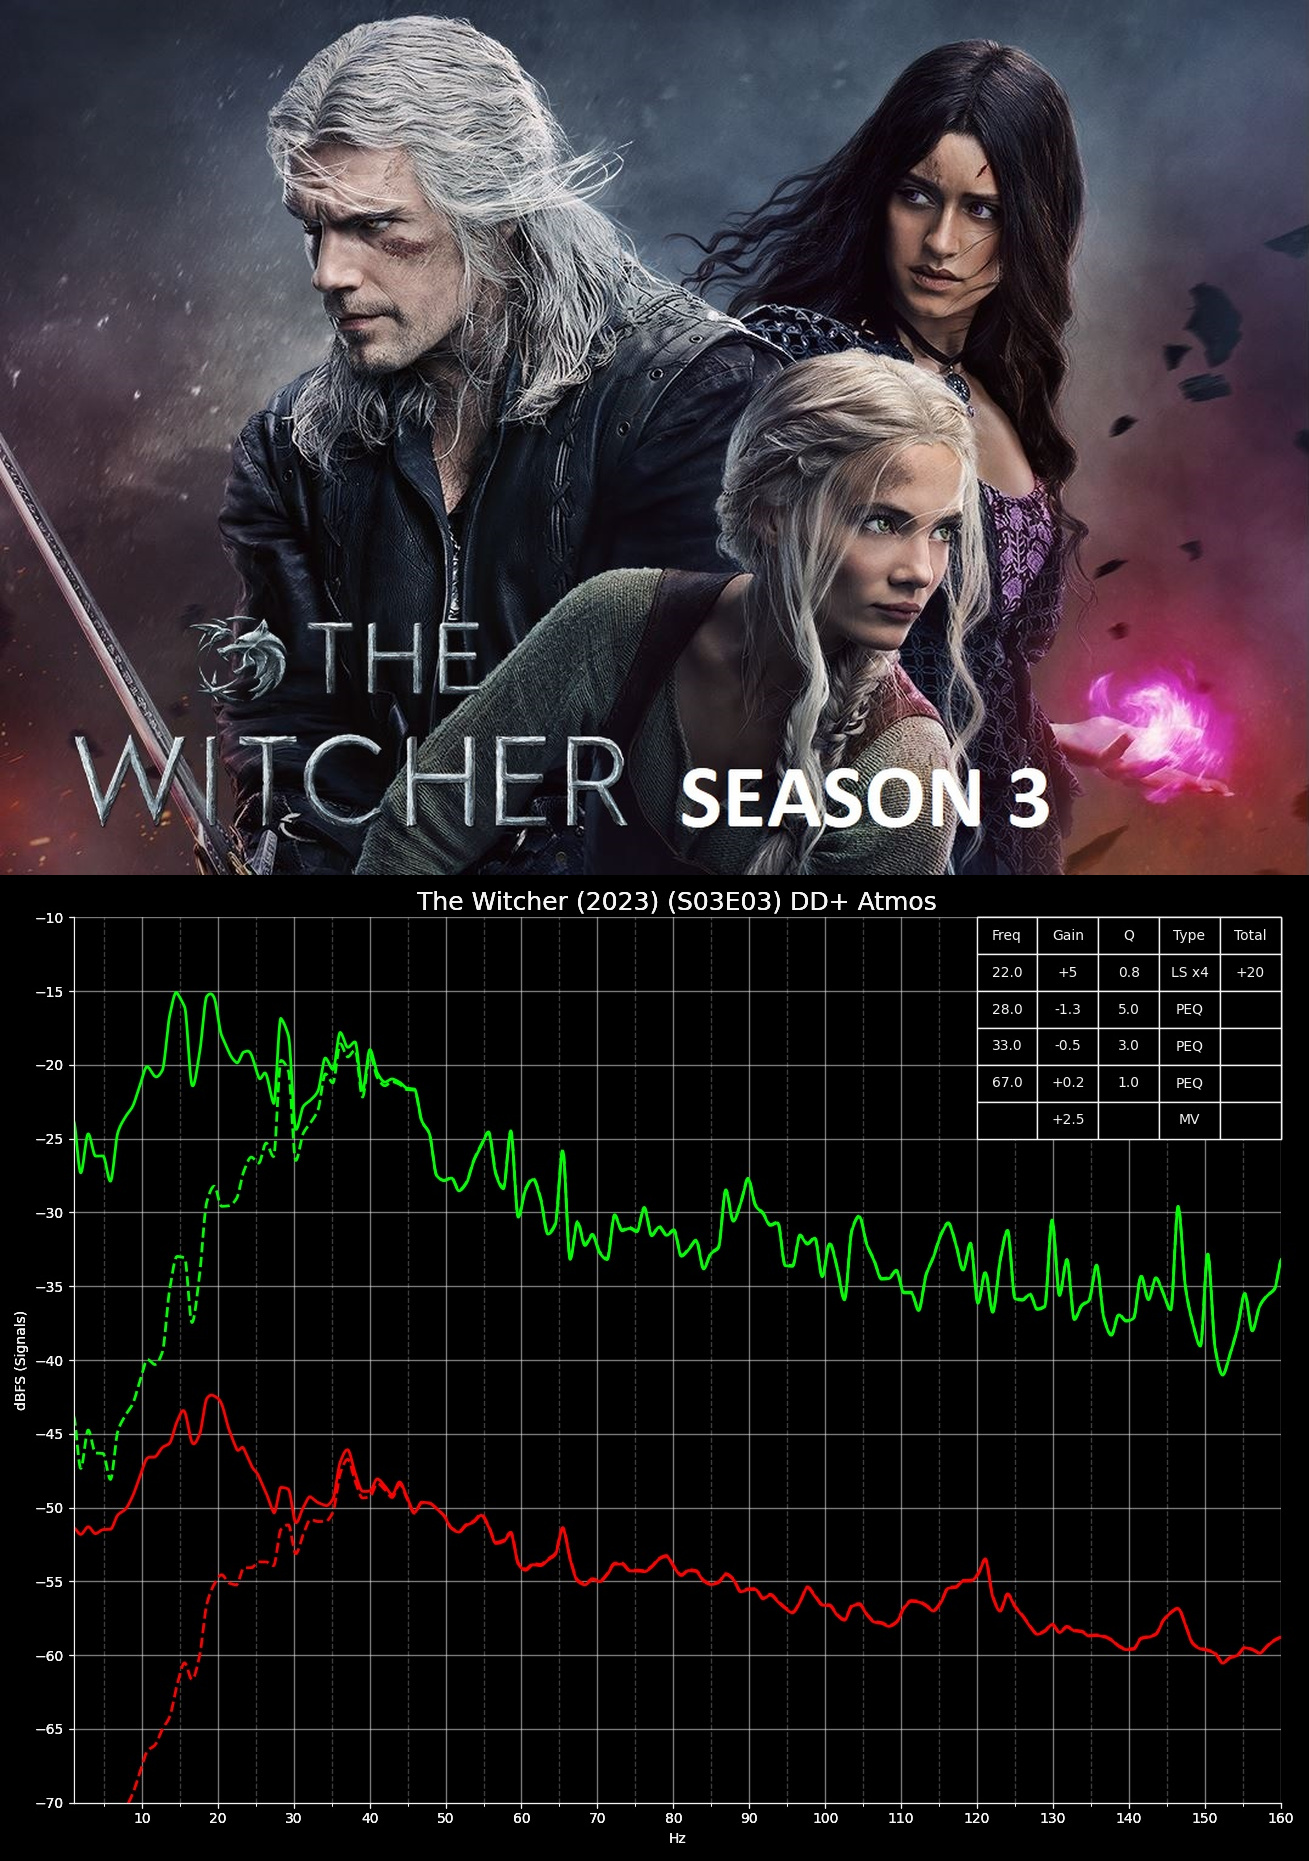 THE
WITCHER SEASON 3
The Witcher (2023) (S03E03) DD+ Atmos
Freq Gain Q Type Total
22.0 +5 0.8 LS x4 +20
28.0 -1.3 5.0 PEQ
33.0 -0.5 3.0 PEQ
67.0 +0.2 1.0 PEQ
+2.5 MV
−10
−15
−20
−25
−30
−35
−40
−45
−50
−55
−60
−65
−70
dBFS (Signals)
10 20 30 40 50 60 70 80 90 100 110 120 130 140 150 160
Hz